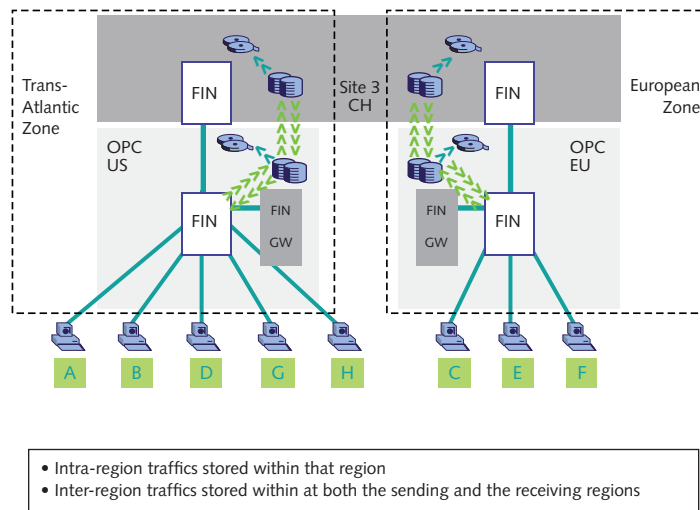 Trans-
Atlantic
Zone
FIN
Site 3
CH
FIN
European
Zone
OPC
US
OPC
EU
FIN
FIN
GW
FIN
GW
FIN
A
B
D
G
H
C
E
F
• Intra-region traffics stored within that region
• Inter-region traffics stored within at both the sending and the receiving regions